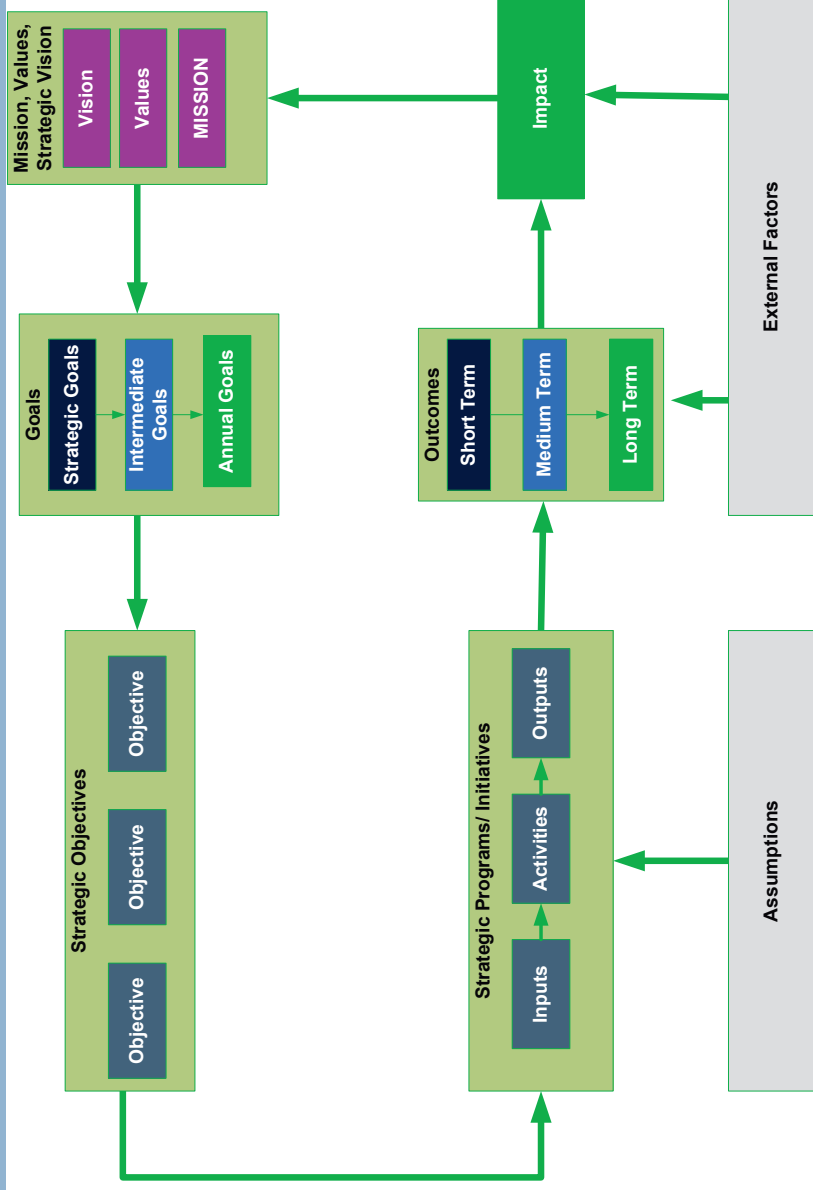 Mission, Values,
Strategic Vision
Vision
Values
MISSION
Goals
Strategic Goals
Intermediate
Goals
Annual Goals
Strategic Objectives
Objective
Objective
Objective
Strategic Programs/ Initiatives
Inputs
Activities
Outputs
Outcomes
Short Term
Medium Term
Long Term
Impact
Assumptions
External Factors